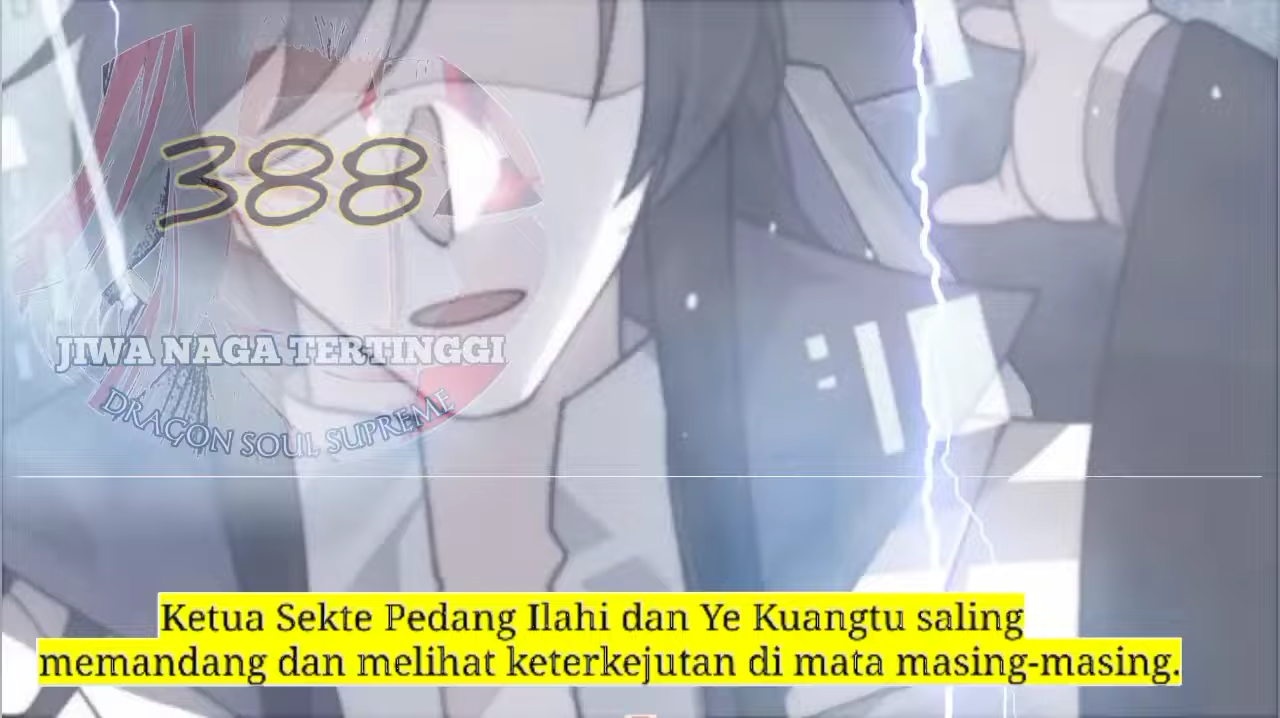 388
JIWA NAGA TERTINGGI
DRAGON SOUL SUPREME
Ketua Sekte Pedang Ilahi dan Ye Kuangtu saling
memandang dan melihat keterkejutan di mata masing-masing.